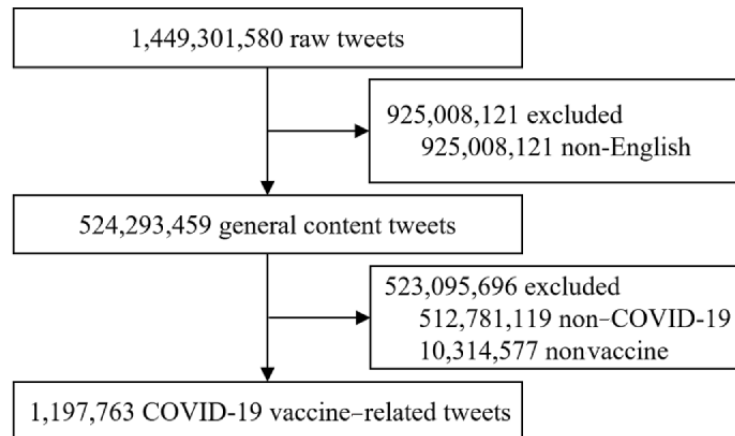 1,449,301,580 raw tweets
925,008,121 excluded
925,008,121 non-English
524,293,459 general content tweets
523,095,696 excluded
512,781,119 non–COVID-19
10,314,577 nonvaccine
1,197,763 COVID-19 vaccine–related tweets